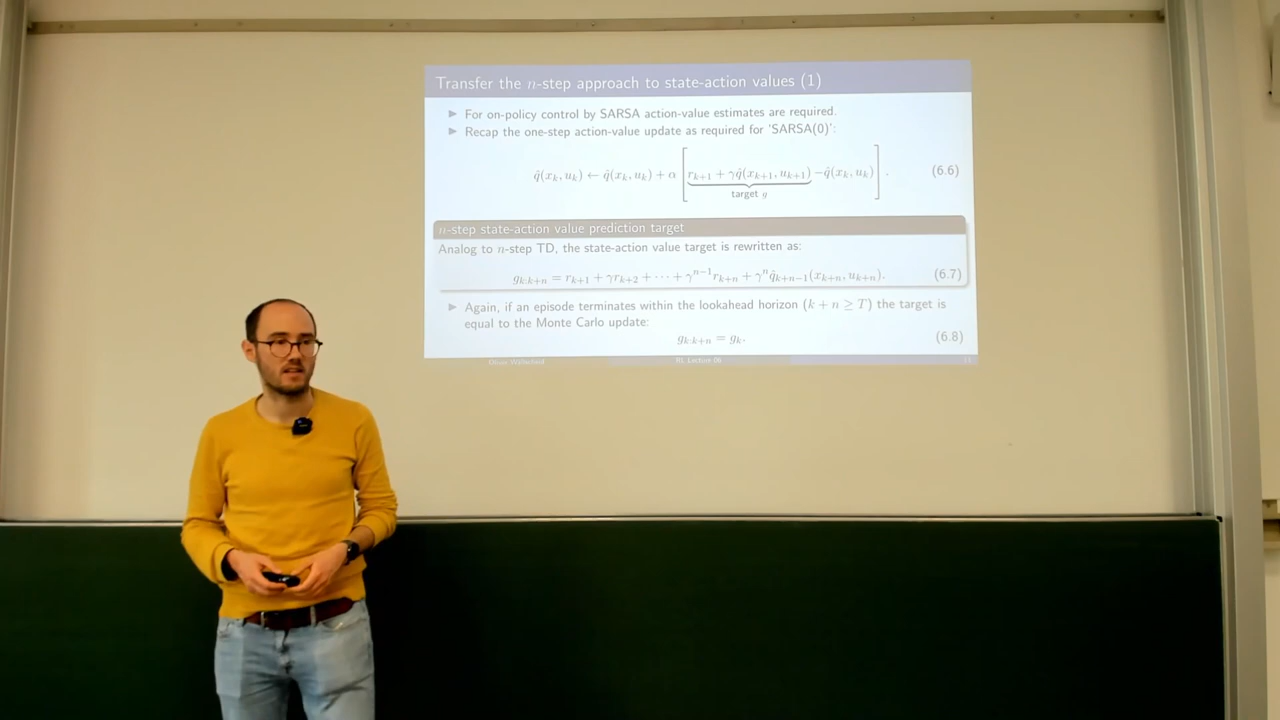 Transfer the n-step approach to state-action values (1)
▶ For on-policy control by SARSA action-value estimates are required.
▶ Recap the one-step action-value update as required for 'SARSA(0)':
q̂(x_k, u_k) ← q̂(x_k, u_k) + α [r_{k+1} + γq̂(x_{k+1}, u_{k+1}) − q̂(x_k, u_k)] . (6.6)
target g
n-step state-action value prediction target
Analog to n-step TD, the state-action value target is rewritten as:
g_{k:k+n} = r_{k+1} + γr_{k+2} + ⋯ + γ^{n−1}r_{k+n} + γ^n q̂_{k+n−1}(x_{k+n}, u_{k+n}). (6.7)
▶ Again, if an episode terminates within the lookahead horizon (k + n ≥ T) the target is
equal to the Monte Carlo update:
g_{k:k+n} = g_k. (6.8)
RL Lecture 06